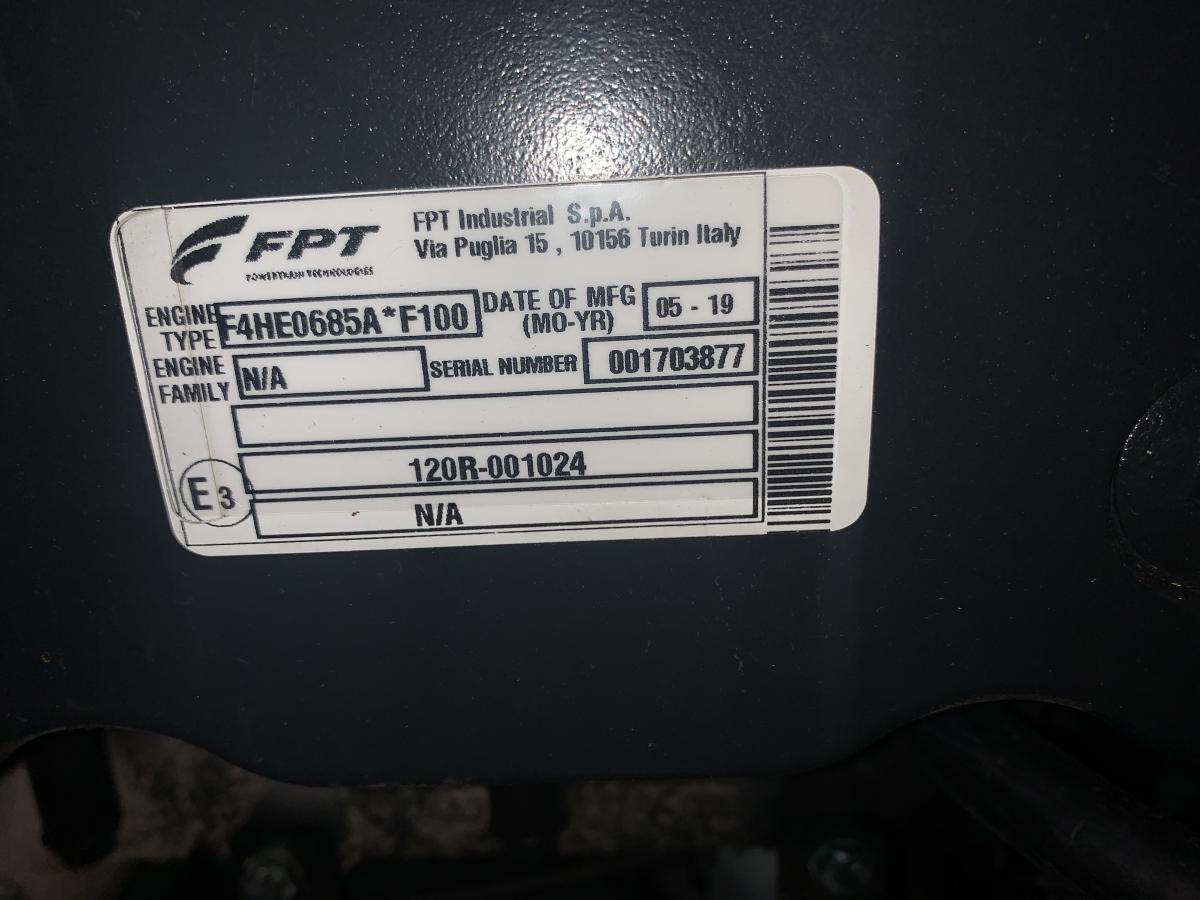 FPT
POWERTRAIN TECHNOLOGIES
FPT Industrial S.p.A.
Via Puglia 15 , 10156 Turin Italy
ENGINE TYPE F4HE0685A*F100
DATE OF MFG (MO-YR) 05 - 19
ENGINE FAMILY N/A
SERIAL NUMBER 001703877
E3
120R-001024
N/A